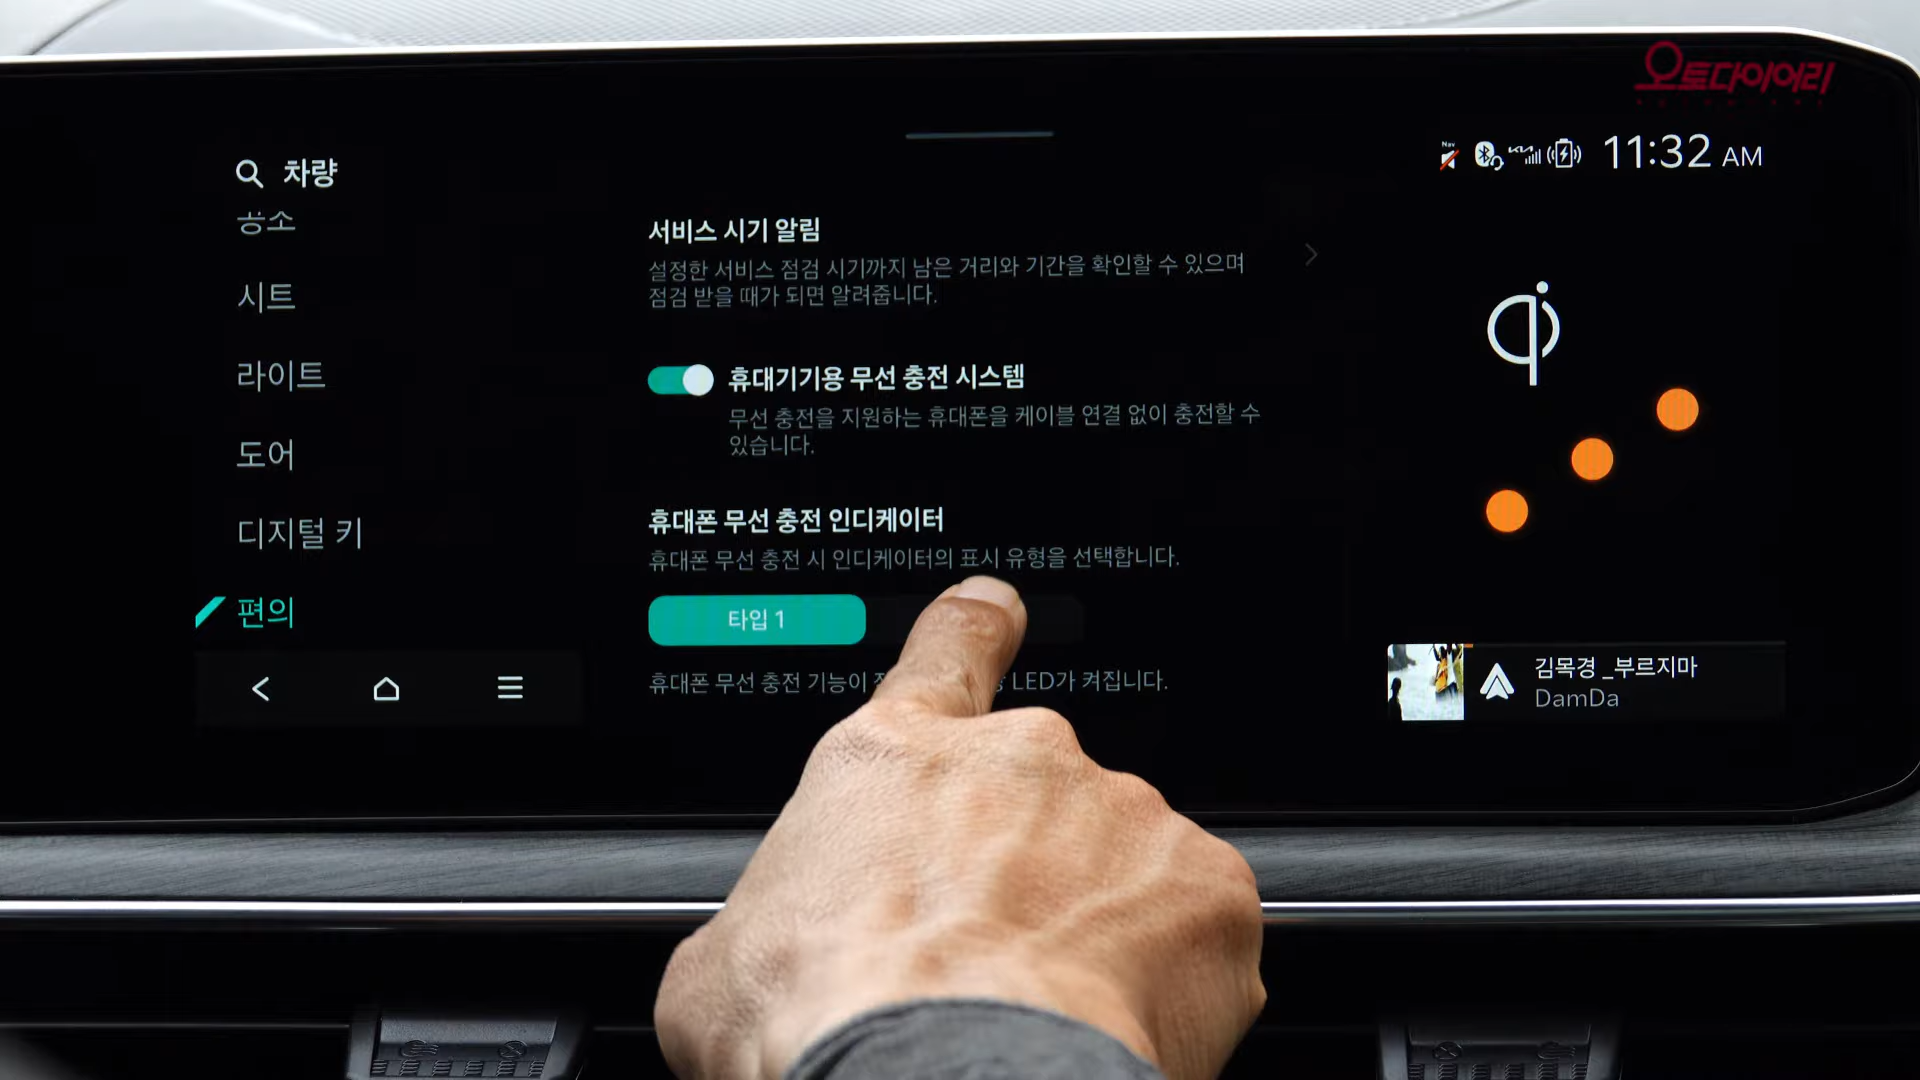 오토다이어리
Nav
11:32 AM
차량
공조
시트
라이트
도어
디지털 키
편의
서비스 시기 알림
설정한 서비스 점검 시기까지 남은 거리와 기간을 확인할 수 있으며
점검 받을 때가 되면 알려줍니다.
휴대기기용 무선 충전 시스템
무선 충전을 지원하는 휴대폰을 케이블 연결 없이 충전할 수
있습니다.
휴대폰 무선 충전 인디케이터
휴대폰 무선 충전 시 인디케이터의 표시 유형을 선택합니다.
타입 1
휴대폰 무선 충전 기능이 LED가 켜집니다.
김목경 _부르지마
DamDa